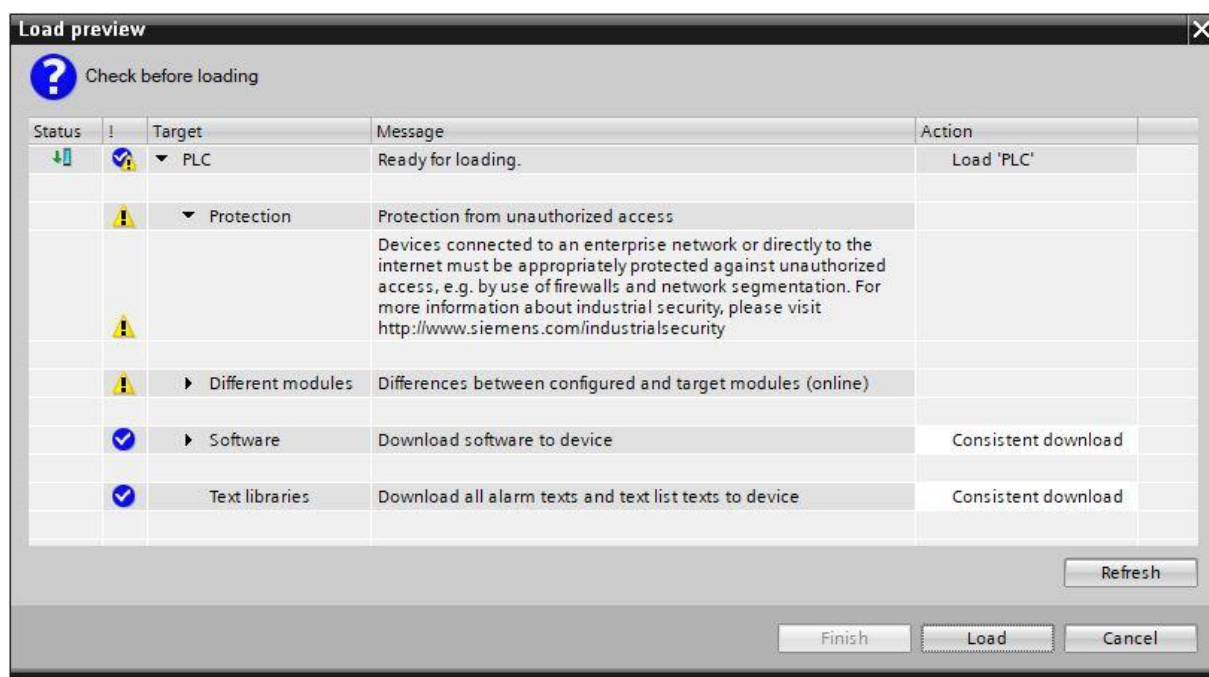 Load preview
Check before loading
Status ! Target Message Action
PLC Ready for loading. Load 'PLC'
Protection Protection from unauthorized access
Devices connected to an enterprise network or directly to the
internet must be appropriately protected against unauthorized
access, e.g. by use of firewalls and network segmentation. For
more information about industrial security, please visit
http://www.siemens.com/industrialsecurity
Different modules Differences between configured and target modules (online)
Software Download software to device Consistent download
Text libraries Download all alarm texts and text list texts to device Consistent download
Refresh
Finish Load Cancel